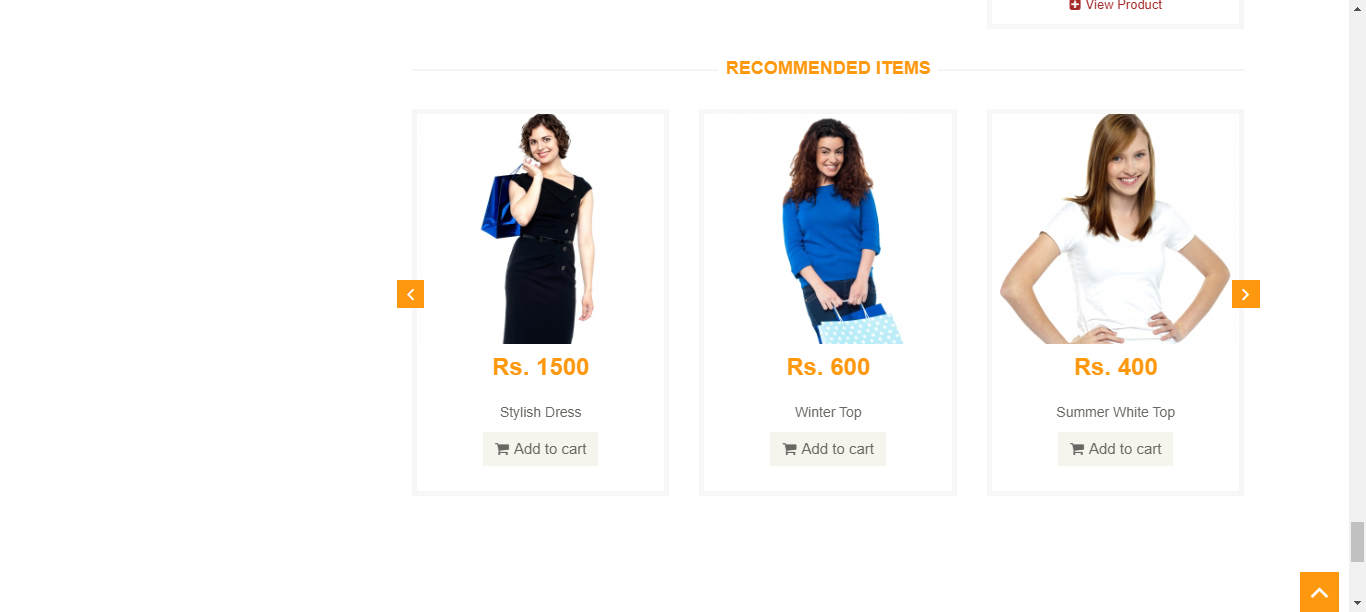 View Product
RECOMMENDED ITEMS
Rs. 1500
Stylish Dress
Add to cart
Rs. 600
Winter Top
Add to cart
Rs. 400
Summer White Top
Add to cart